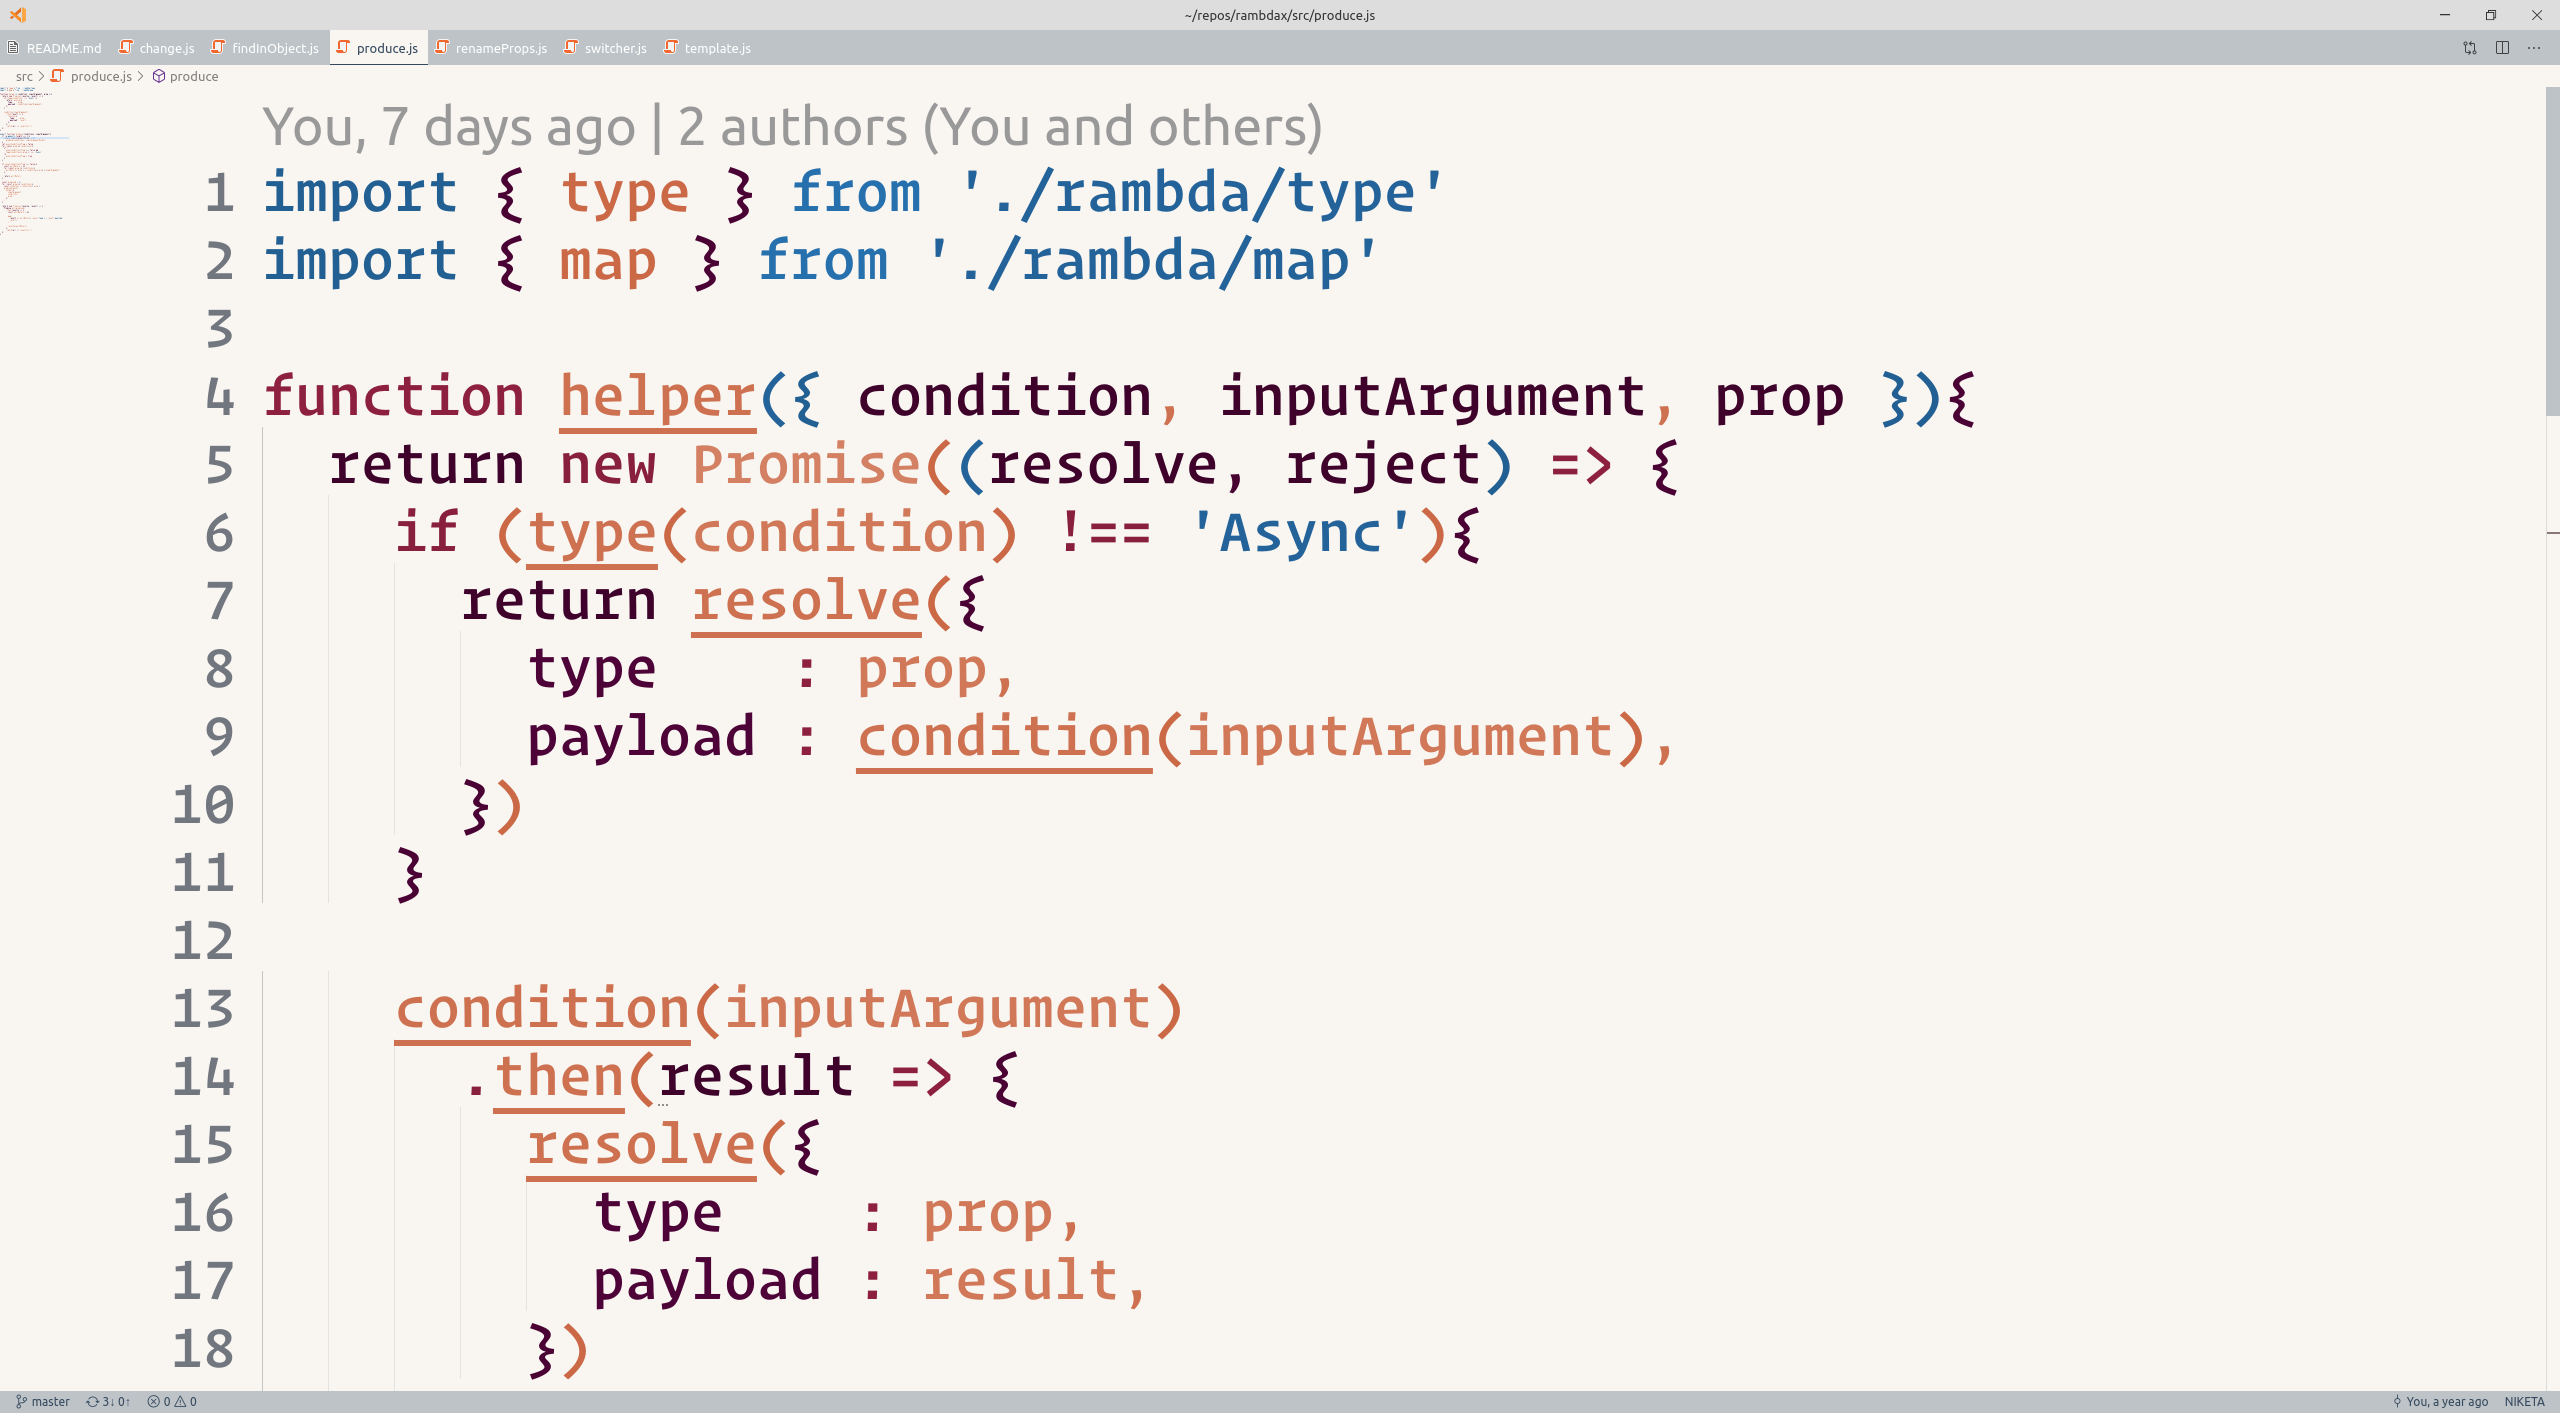 ~/repos/rambdax/src/produce.js
README.md change.js findInObject.js produce.js renameProps.js switcher.js template.js
src > produce.js > produce
You, 7 days ago | 2 authors (You and others)
1 import { type } from './rambda/type'
2 import { map } from './rambda/map'
3
4 function helper({ condition, inputArgument, prop }){
5   return new Promise((resolve, reject) => {
6     if (type(condition) !== 'Async'){
7       return resolve({
8         type    : prop,
9         payload : condition(inputArgument),
10       })
11     }
12
13     condition(inputArgument)
14       .then(result => {
15         resolve({
16           type    : prop,
17           payload : result,
18         })
master 3↓ 0↑ 0 0 You, a year ago NIKETA